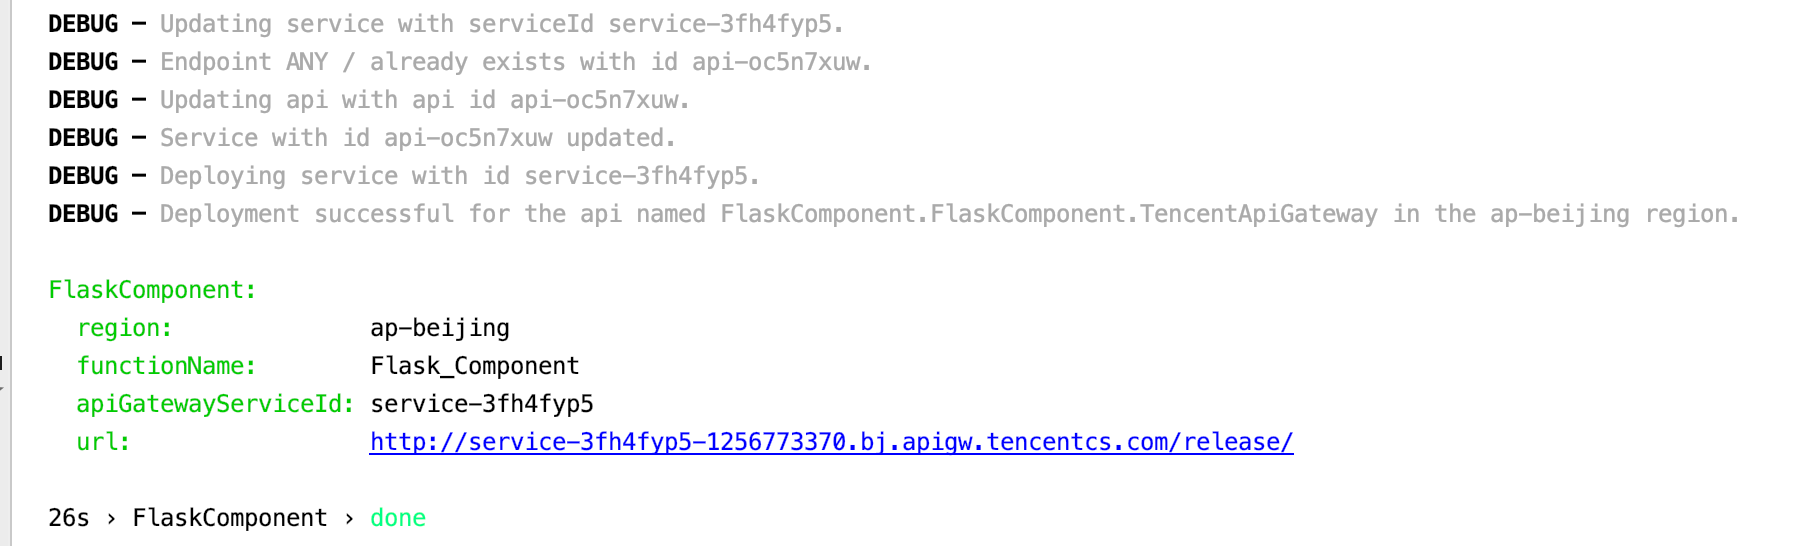 DEBUG — Updating service with serviceId service-3fh4fyp5.
DEBUG — Endpoint ANY / already exists with id api-oc5n7xuw.
DEBUG — Updating api with api id api-oc5n7xuw.
DEBUG — Service with id api-oc5n7xuw updated.
DEBUG — Deploying service with id service-3fh4fyp5.
DEBUG — Deployment successful for the api named FlaskComponent.FlaskComponent.TencentApiGateway in the ap-beijing region.
FlaskComponent:
region: ap-beijing
functionName: Flask_Component
apiGatewayServiceId: service-3fh4fyp5
url: http://service-3fh4fyp5-1256773370.bj.apigw.tencentcs.com/release/
26s › FlaskComponent › done